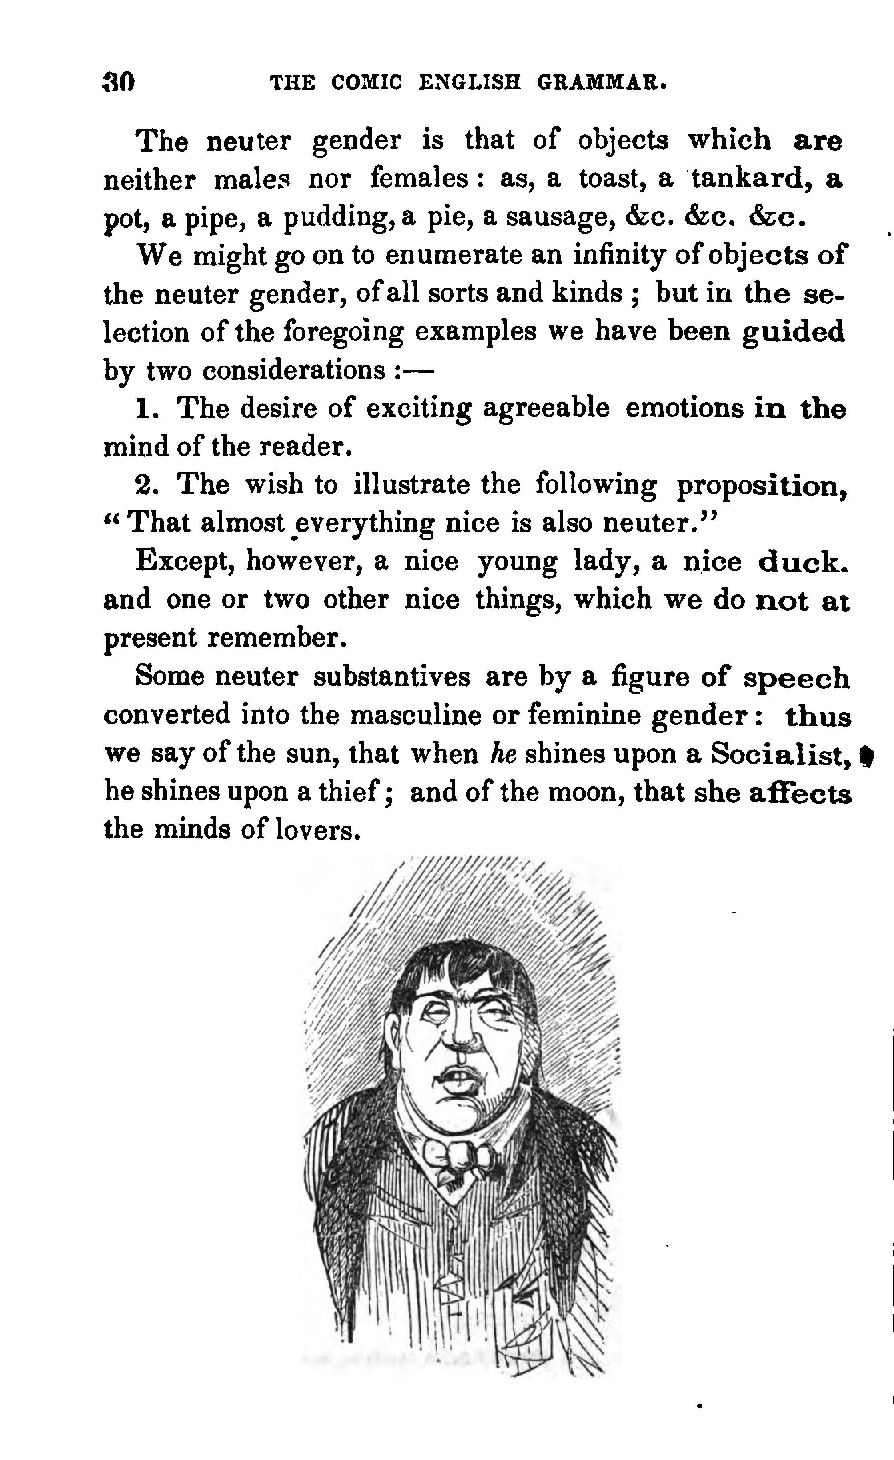 30 THE COMIC ENGLISH GRAMMAR.
The neuter gender is that of objects which are
neither males nor females : as, a toast, a tankard, a
pot, a pipe, a pudding, a pie, a sausage, &c. &c. &c.
We might go on to enumerate an infinity of objects of
the neuter gender, of all sorts and kinds ; but in the se-
lection of the foregoing examples we have been guided
by two considerations :—
1. The desire of exciting agreeable emotions in the
mind of the reader.
2. The wish to illustrate the following proposition,
“ That almost everything nice is also neuter.”
Except, however, a nice young lady, a nice duck.
and one or two other nice things, which we do not at
present remember.
Some neuter substantives are by a figure of speech
converted into the masculine or feminine gender : thus
we say of the sun, that when he shines upon a Socialist,
he shines upon a thief ; and of the moon, that she affects
the minds of lovers.